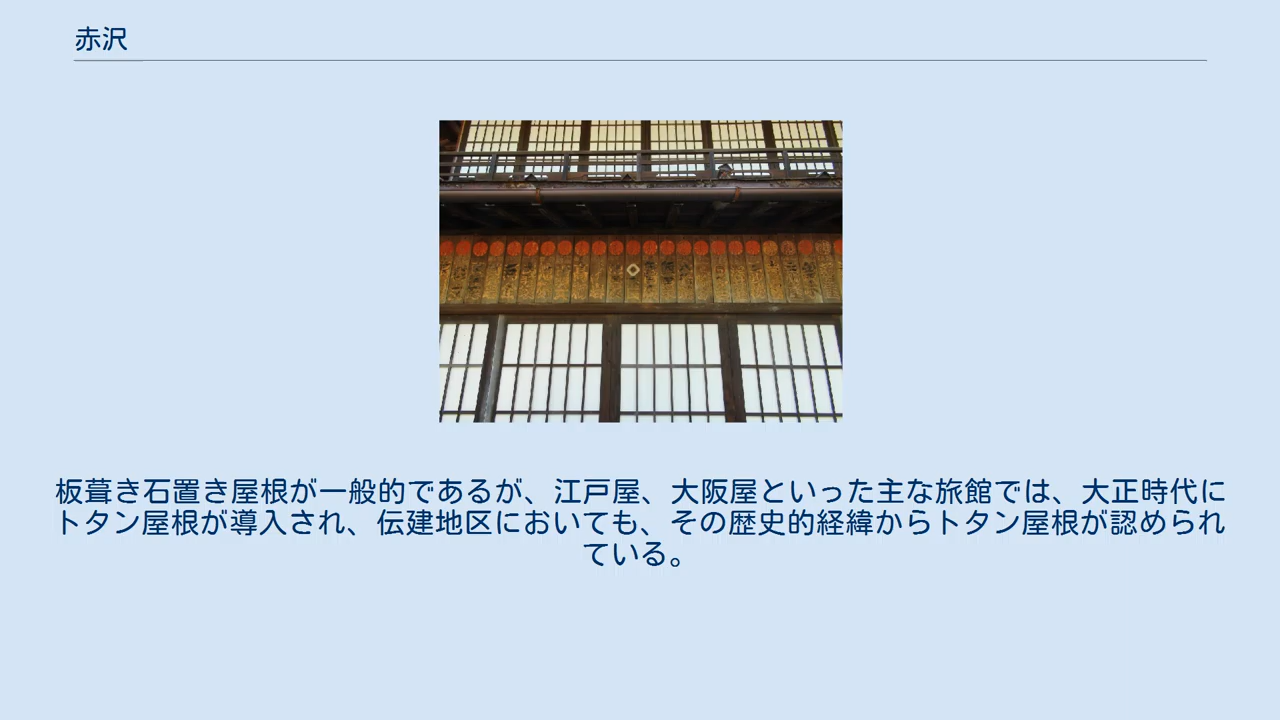 赤沢
板葺き石置き屋根が一般的であるが、江戸屋、大阪屋といった主な旅館では、大正時代に
トタン屋根が導入され、伝建地区においても、その歴史的経緯からトタン屋根が認められ
ている。